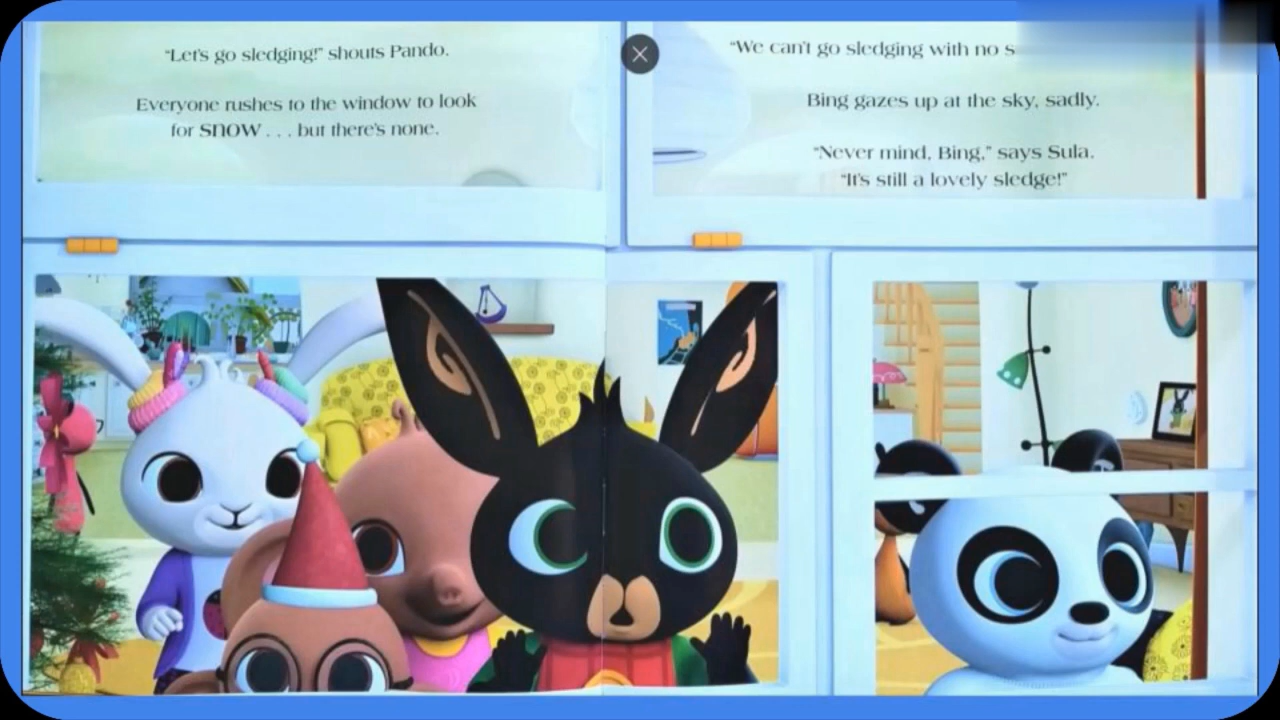 “Let’s go sledging!” shouts Pando.
Everyone rushes to the window to look
for snow . . . but there’s none.
“We can’t go sledging with no
Bing gazes up at the sky, sadly.
“Never mind, Bing,” says Sula.
“It’s still a lovely sledge!”